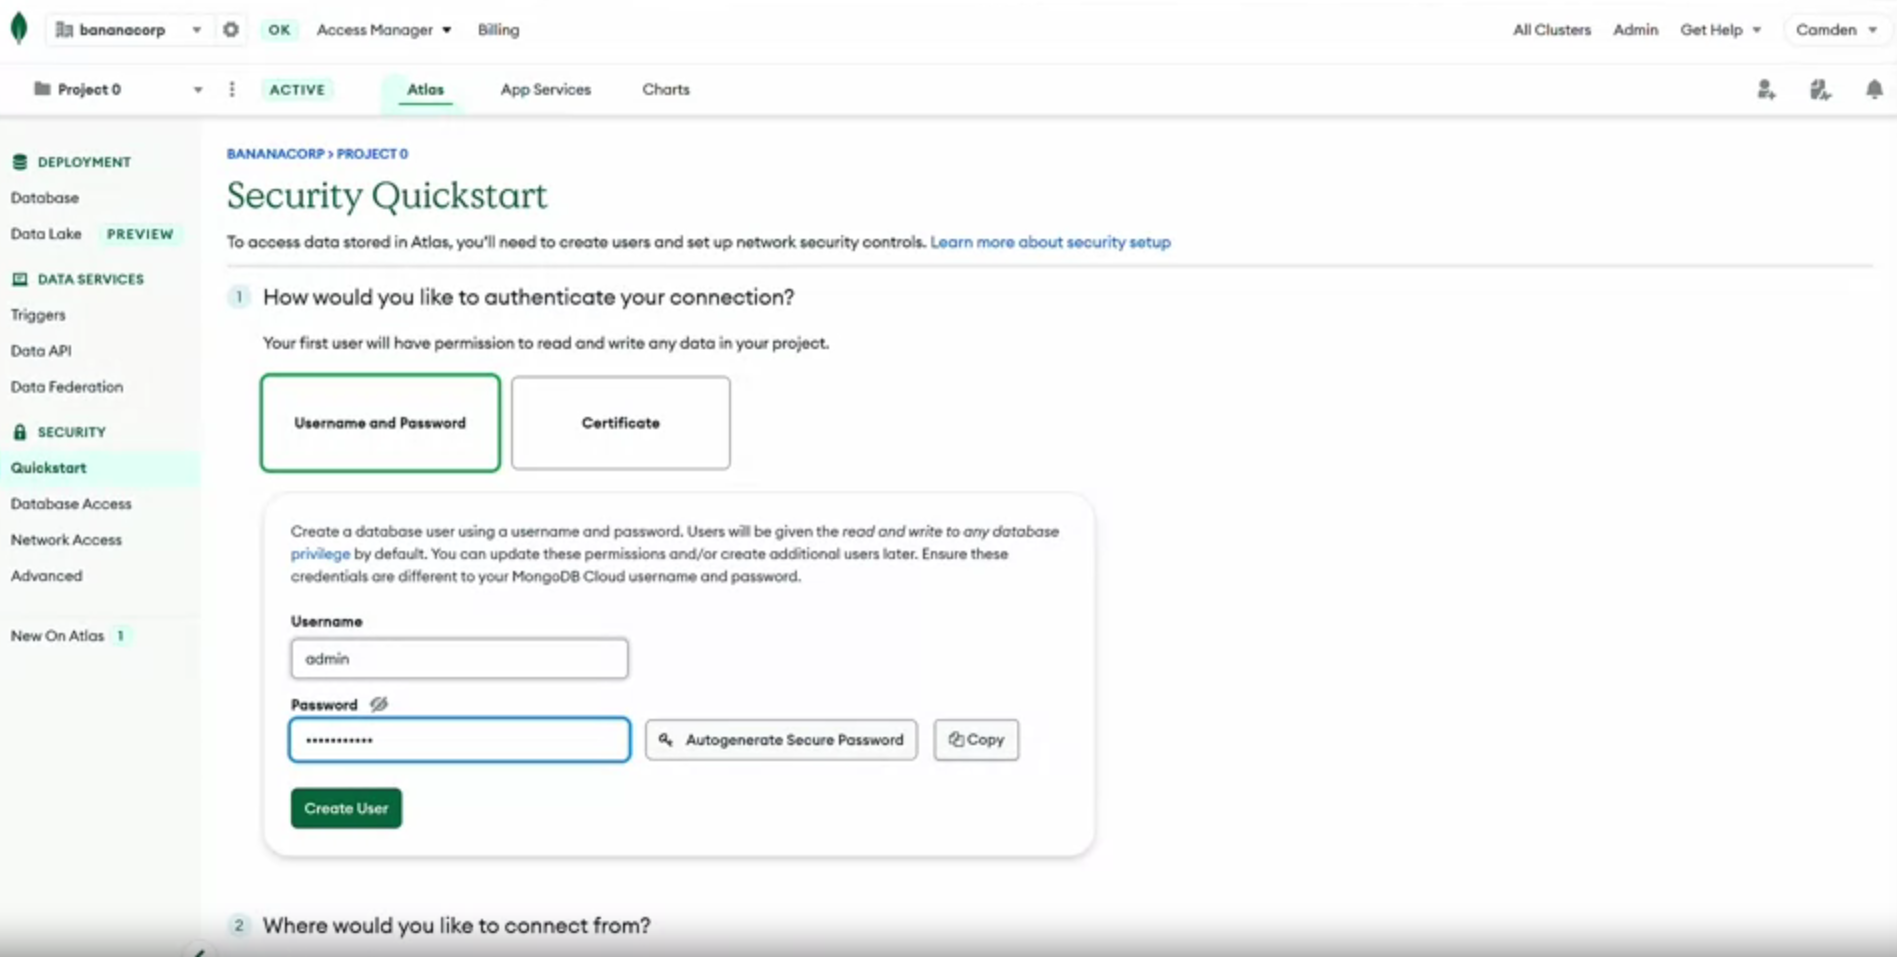 bananacorp
OK
Access Manager
Billing
All Clusters
Admin
Get Help
Camden
Project 0
ACTIVE
Atlas
App Services
Charts
DEPLOYMENT
Database
Data Lake PREVIEW
DATA SERVICES
Triggers
Data API
Data Federation
SECURITY
Quickstart
Database Access
Network Access
Advanced
New On Atlas 1
BANANACORP > PROJECT 0
Security Quickstart
To access data stored in Atlas, you'll need to create users and set up network security controls. Learn more about security setup
1 How would you like to authenticate your connection?
Your first user will have permission to read and write any data in your project.
Username and Password
Certificate
Create a database user using a username and password. Users will be given the read and write to any database
privilege by default. You can update these permissions and/or create additional users later. Ensure these
credentials are different to your MongoDB Cloud username and password.
Username
admin
Password
•••••••••••
Autogenerate Secure Password
Copy
Create User
2 Where would you like to connect from?